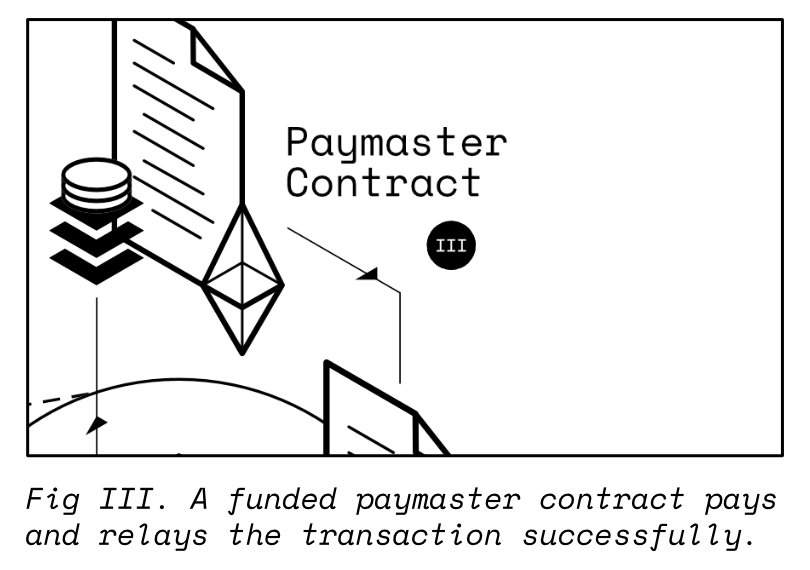 Paymaster
Contract
III
Fig III. A funded paymaster contract pays
and relays the transaction successfully.